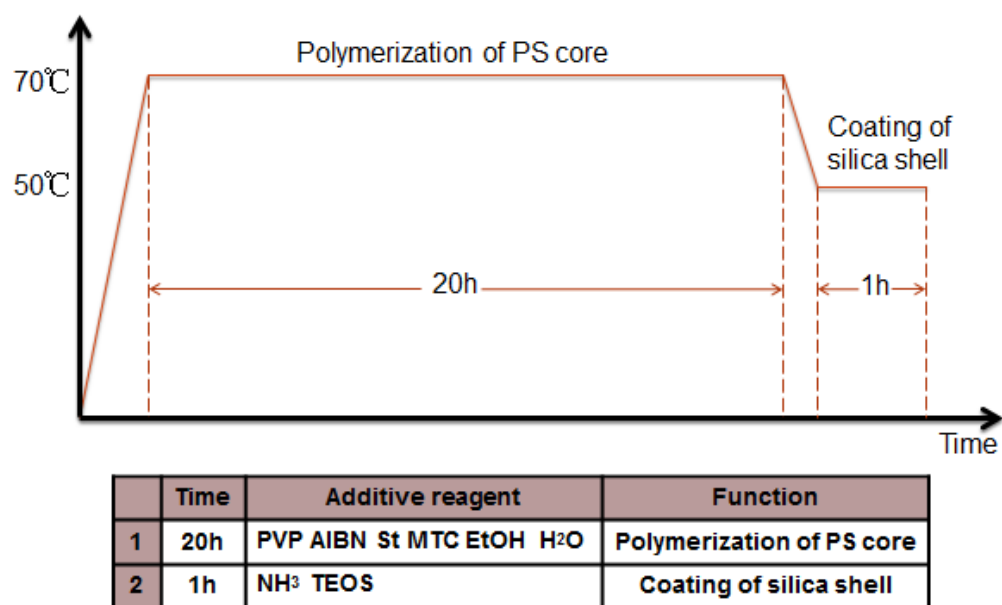 Polymerization of PS core
70℃
Coating of
silica shell
50℃
20h
1h
Time
Time Additive reagent Function
1 20h PVP AIBN St MTC EtOH H2O Polymerization of PS core
2 1h NH3 TEOS Coating of silica shell